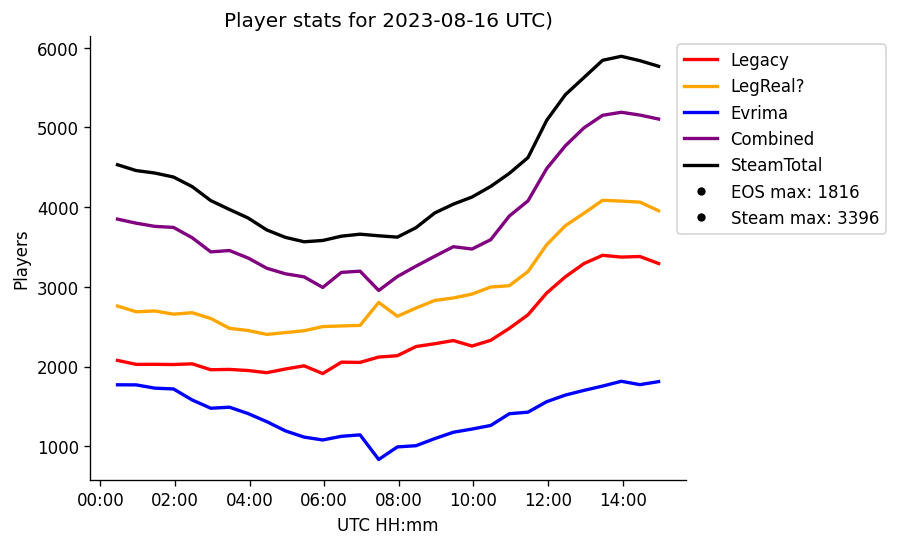 Player stats for 2023-08-16 UTC)
6000
5000
4000
3000
2000
1000
Players
00:00 02:00 04:00 06:00 08:00 10:00 12:00 14:00
UTC HH:mm
Legacy
LegReal?
Evrima
Combined
SteamTotal
EOS max: 1816
Steam max: 3396